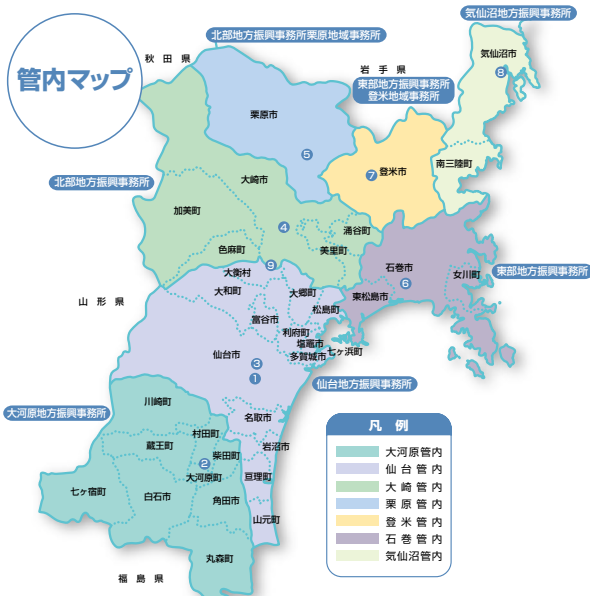 気仙沼地方振興事務所
北部地方振興事務所栗原地域事務所
管内マップ
秋田県
岩手県
気仙沼市
⑧
東部地方振興事務所
登米地域事務所
栗原市
⑤
南三陸町
⑦
登米市
北部地方振興事務所
大崎市
加美町
④
涌谷町
色麻町
美里町
⑨
大衡村
石巻市
⑥
女川町
東部地方振興事務所
山形県
大和町
大郷町
松島町
東松島市
富谷市
利府町
塩竈市
七ヶ浜町
多賀城市
仙台市
③
①
仙台地方振興事務所
大河原地方振興事務所
川崎町
名取市
村田町
岩沼市
蔵王町
柴田町
②
大河原町
亘理町
七ヶ宿町
白石市
角田市
山元町
丸森町
福島県
凡例
大河原管内
仙台管内
大崎管内
栗原管内
登米管内
石巻管内
気仙沼管内